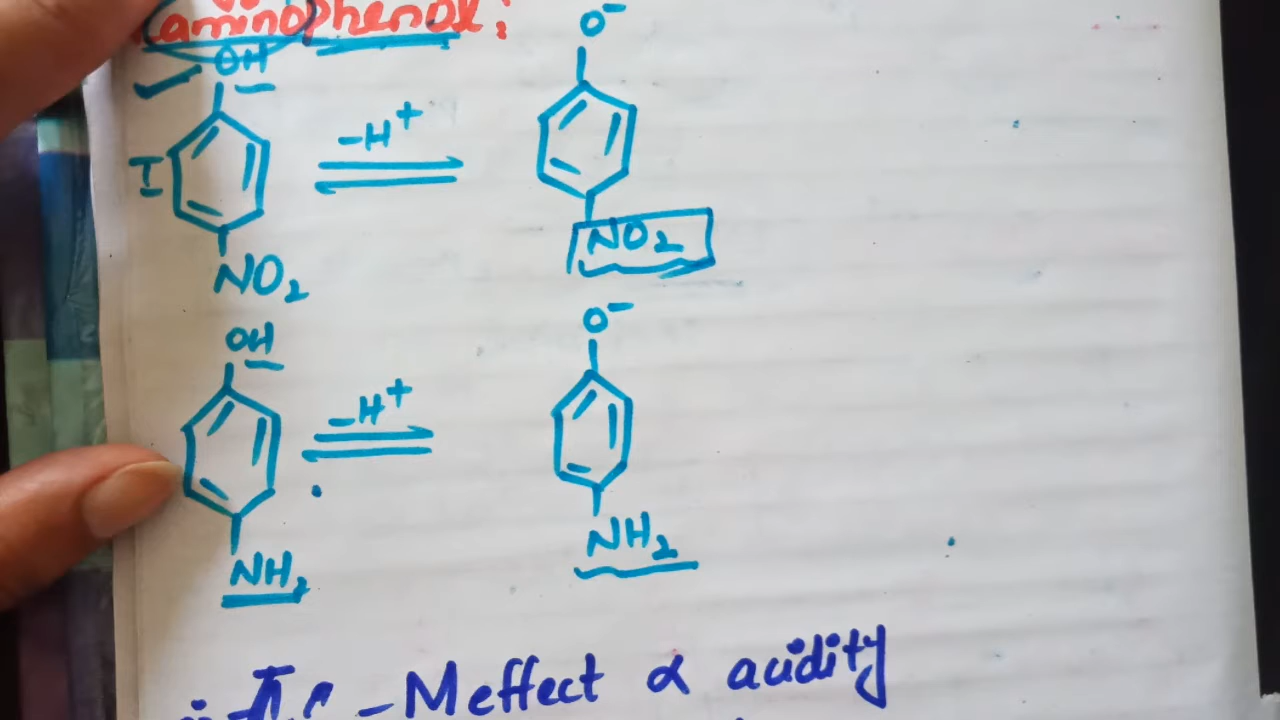 aminophenol:
OH
O⁻
I
-H⁺
NO₂
NO₂
OH
O⁻
-H⁺
NH₂
NH₂
-M effect α acidity